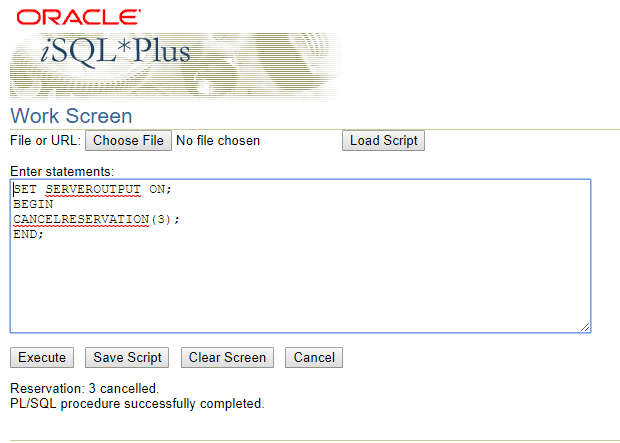 ORACLE
iSQL*Plus
Work Screen
File or URL: Choose File No file chosen Load Script
Enter statements:
SET SERVEROUTPUT ON;
BEGIN
CANCELRESERVATION(3);
END;
Execute Save Script Clear Screen Cancel
Reservation: 3 cancelled.
PL/SQL procedure successfully completed.